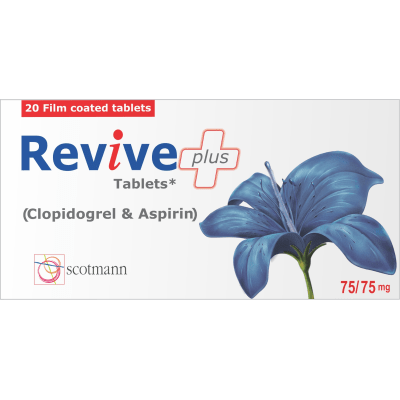 20 Film coated tablets
Revive plus
Tablets*
(Clopidogrel & Aspirin)
scotmann
75/75 mg